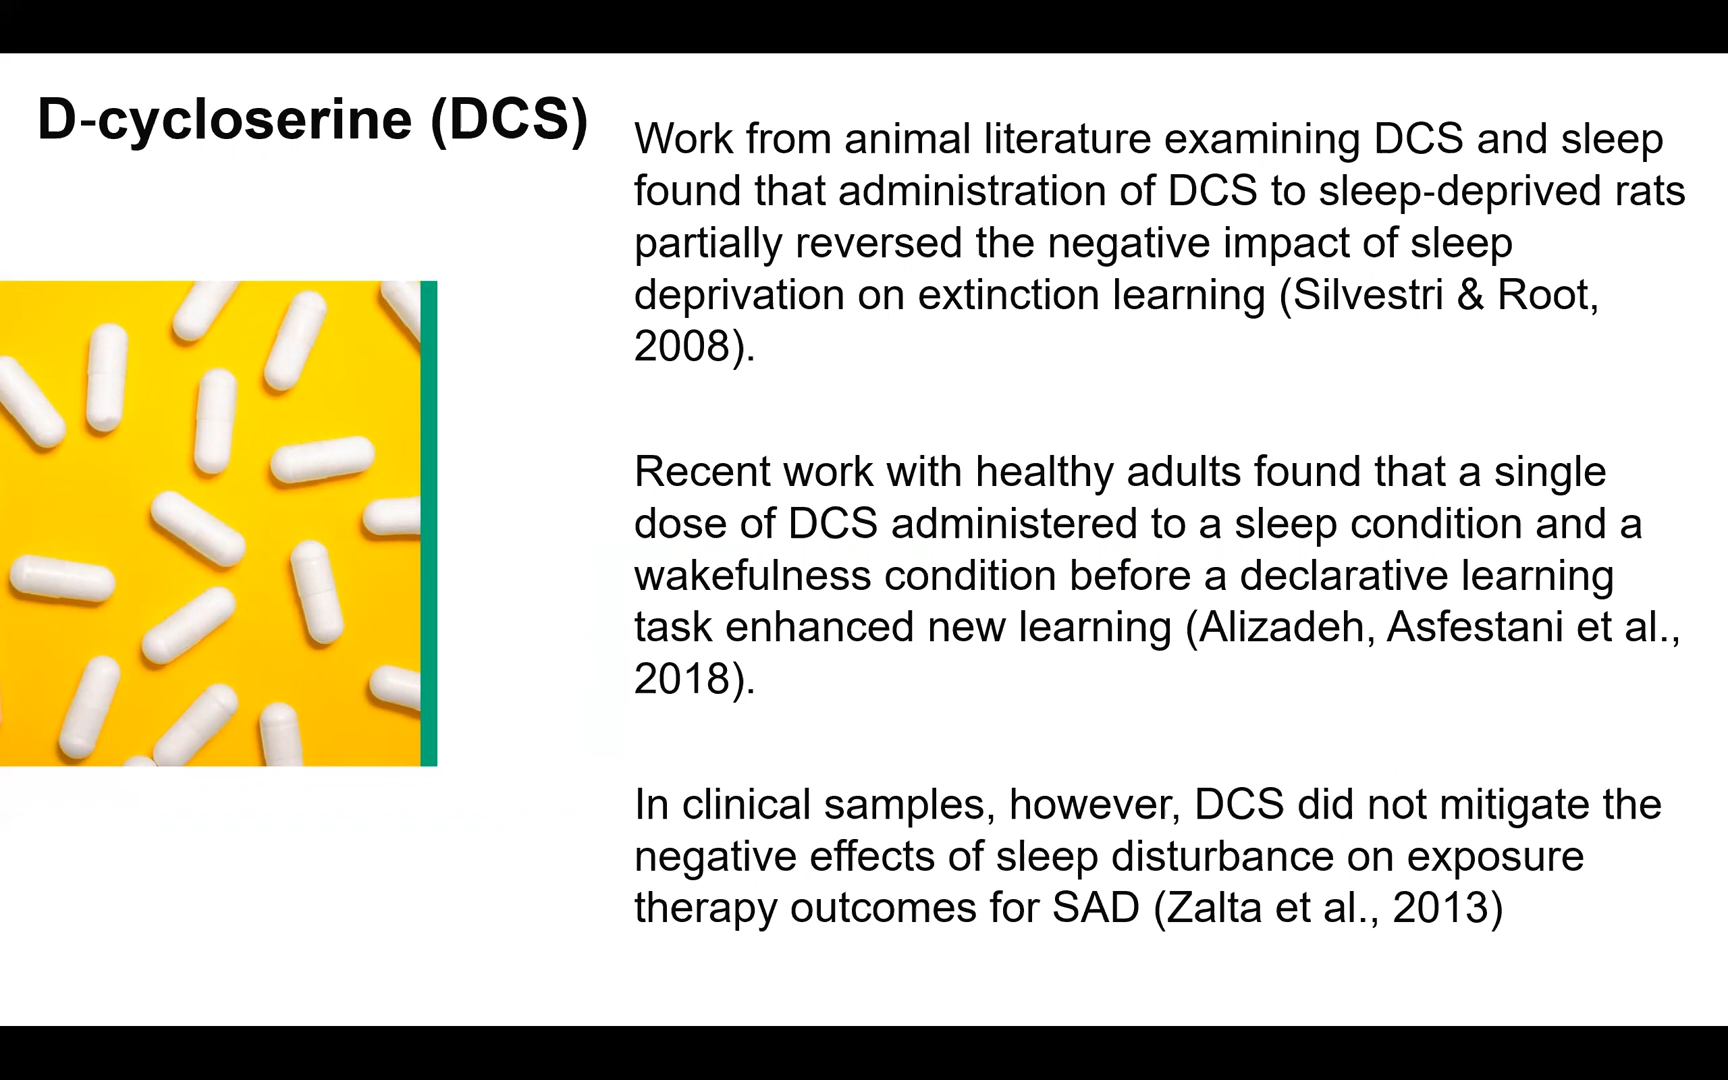 D-cycloserine (DCS)
Work from animal literature examining DCS and sleep
found that administration of DCS to sleep-deprived rats
partially reversed the negative impact of sleep
deprivation on extinction learning (Silvestri & Root,
2008).
Recent work with healthy adults found that a single
dose of DCS administered to a sleep condition and a
wakefulness condition before a declarative learning
task enhanced new learning (Alizadeh, Asfestani et al.,
2018).
In clinical samples, however, DCS did not mitigate the
negative effects of sleep disturbance on exposure
therapy outcomes for SAD (Zalta et al., 2013)